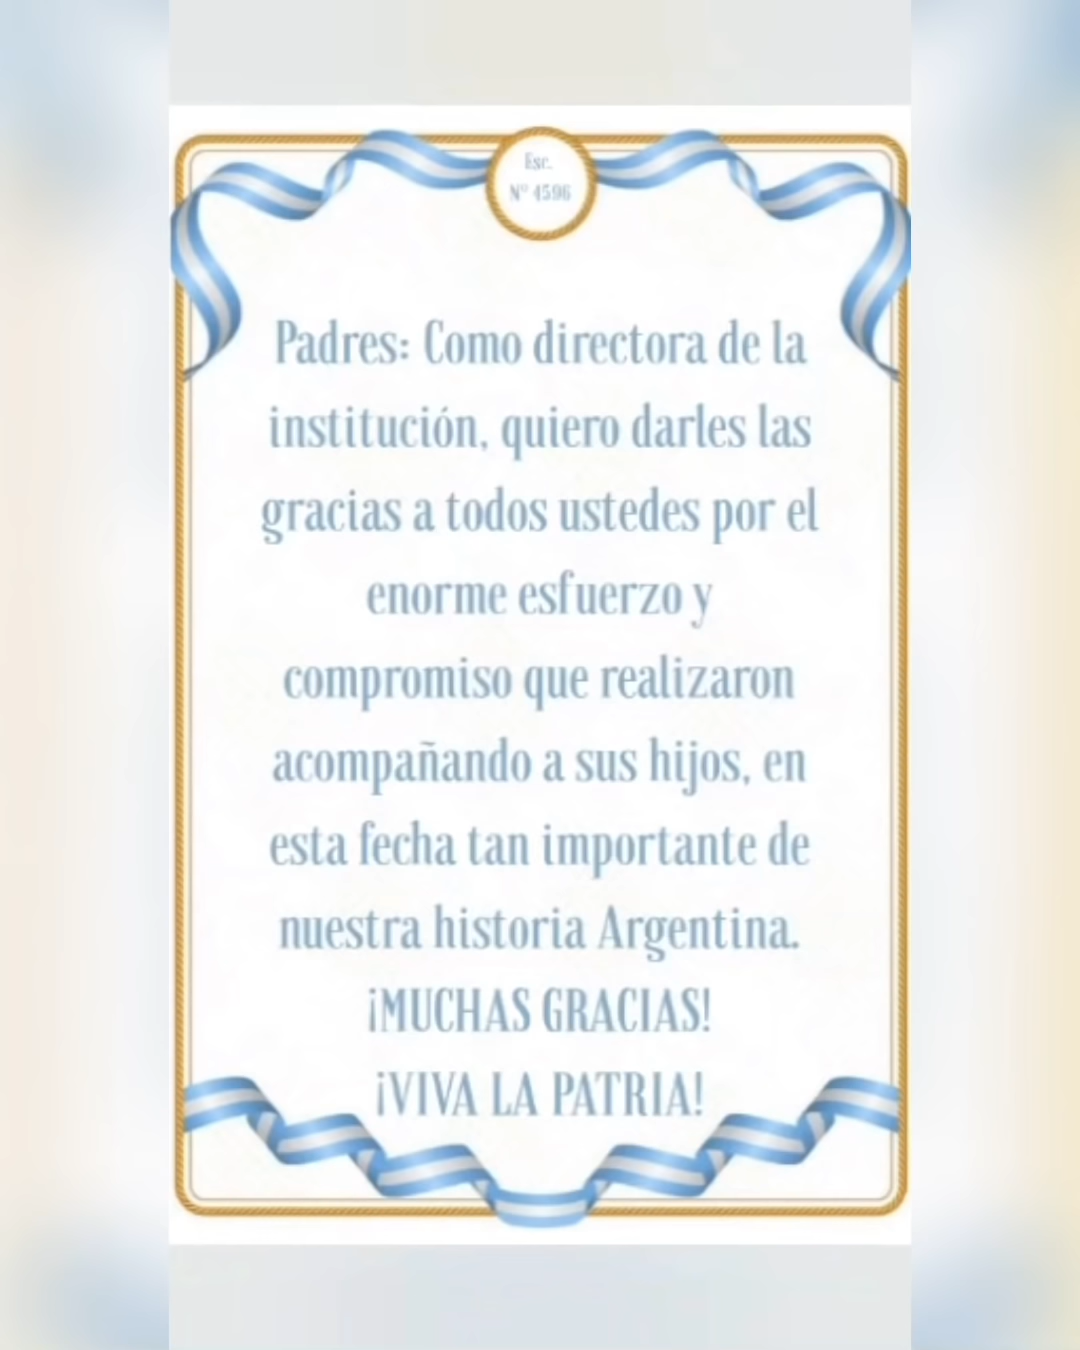 Esc.
Nº 4596
Padres: Como directora de la
institución, quiero darles las
gracias a todos ustedes por el
enorme esfuerzo y
compromiso que realizaron
acompañando a sus hijos, en
esta fecha tan importante de
nuestra historia Argentina.
¡MUCHAS GRACIAS!
¡VIVA LA PATRIA!